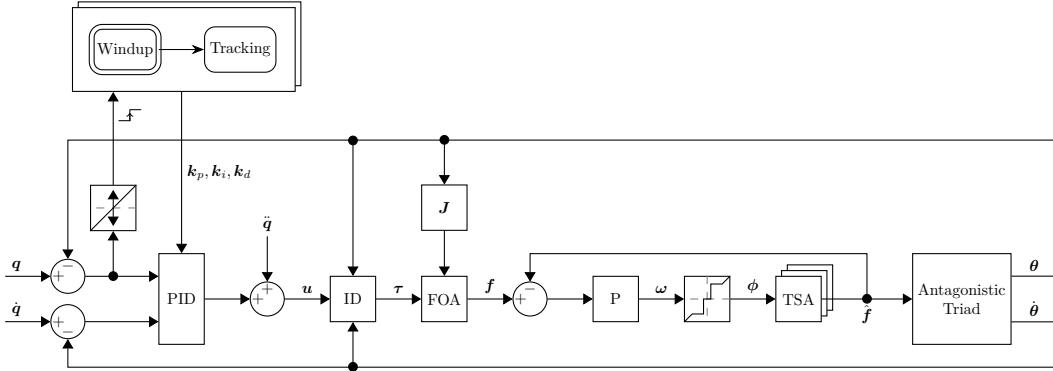 Windup
Tracking
k_p, k_i, k_d
J
q̈
q
+
−
q̇
+
−
PID
+
+
u
ID
τ
FOA
f
+
−
P
ω
ϕ
TSA
f̂
Antagonistic
Triad
θ
θ̇